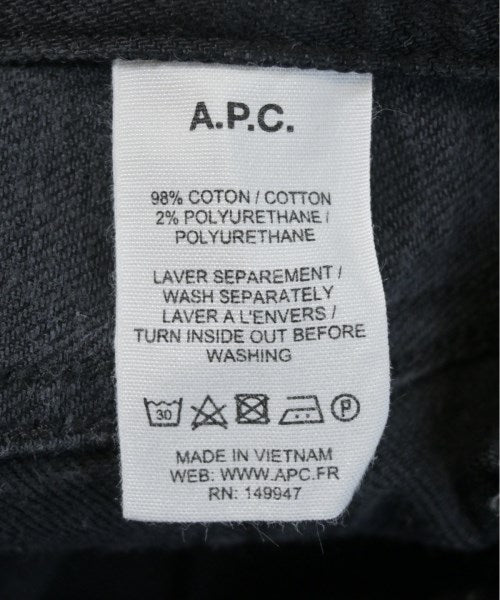 A.P.C.
98% COTON / COTTON
2% POLYURETHANE /
POLYURETHANE
LAVER SEPAREMENT /
WASH SEPARATELY
LAVER A L'ENVERS /
TURN INSIDE OUT BEFORE
WASHING
30 P
MADE IN VIETNAM
WEB: WWW.APC.FR
RN: 149947